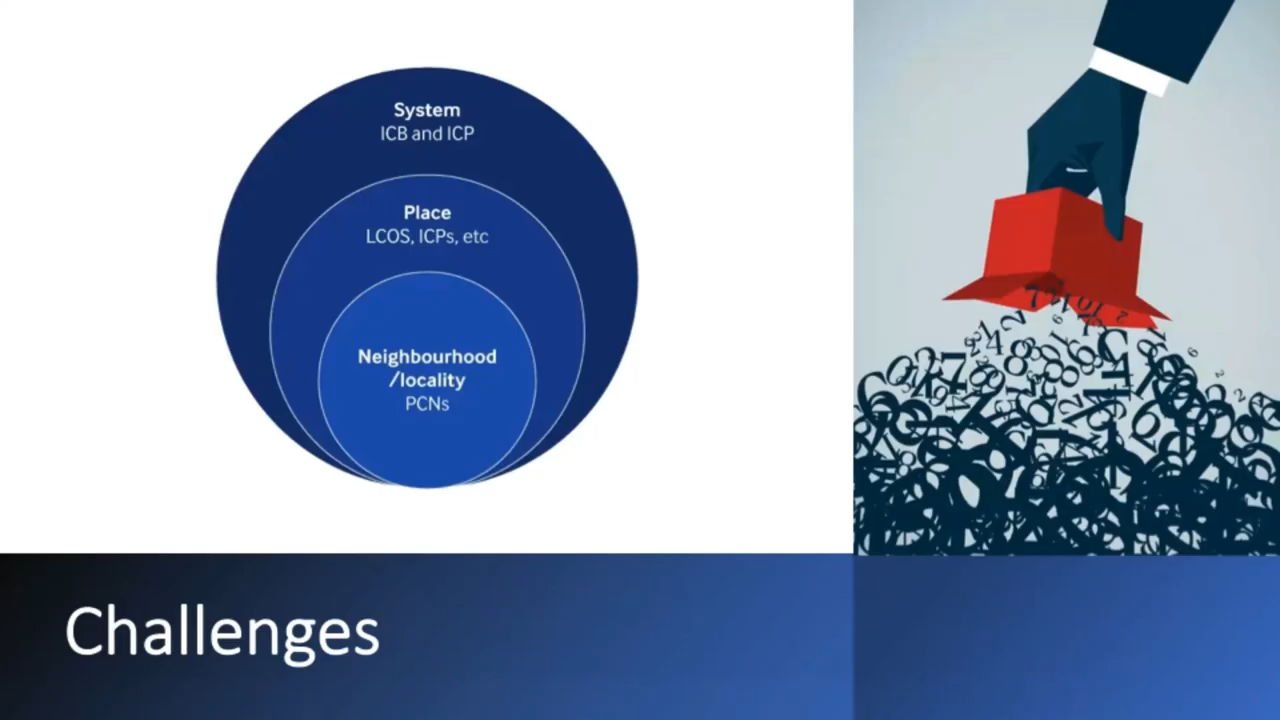 System
ICB and ICP
Place
LCOS, ICPs, etc
Neighbourhood
/locality
PCNs
Challenges